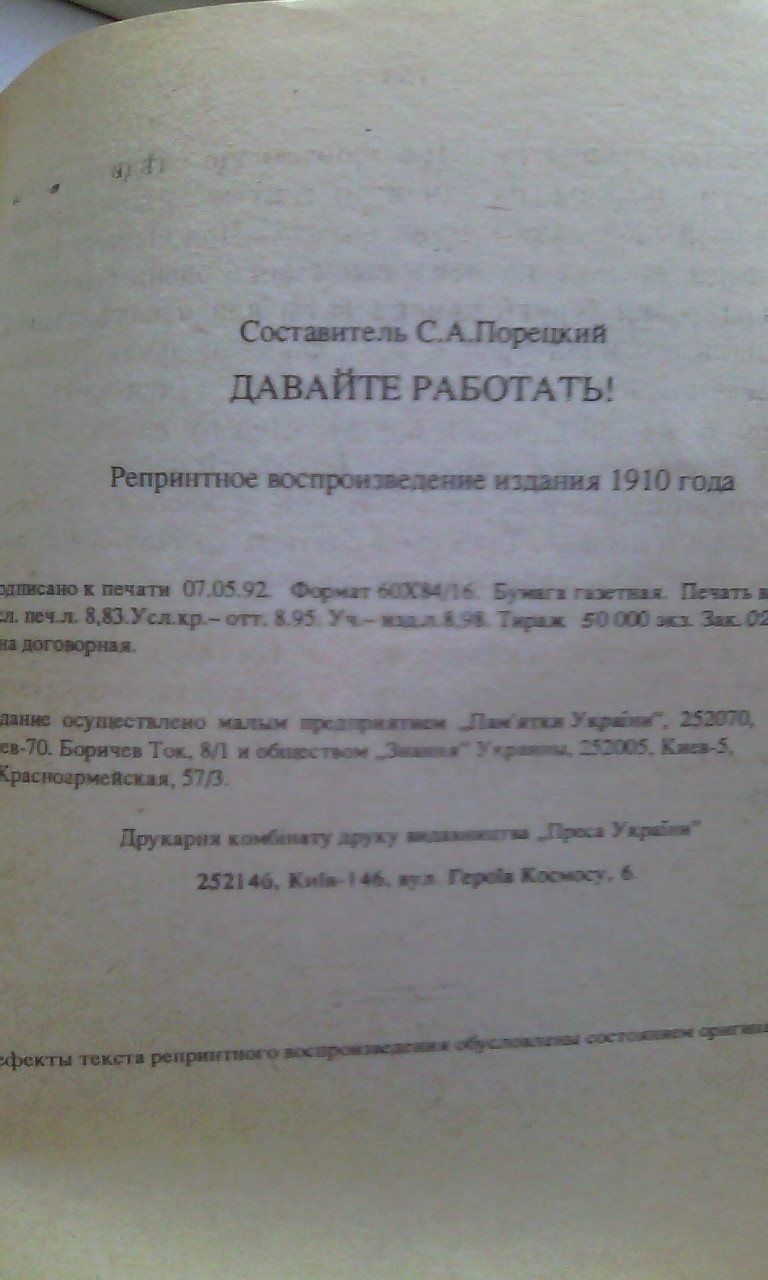 Составитель С.А.Порецкий
ДАВАЙТЕ РАБОТАТЬ!
Репринтное воспроизведение издания 1910 года
одписано к печати 07.05.92. Формат 60Х84/16. Бумага газетная. Печать
л. печ.л. 8,83.Усл.кр.– отт. 8.95. Уч.– изд.л.8,98. Тираж 50 000 экз. Зак. 02
на договорная.
дание осуществлено малым предприятием „Пам'ятки України", 252070,
ев-70. Боричев Ток, 8/1 и обществом „Знания" Украины, 252005, Киев-5,
Красноармейская, 57/3.
Друкарня комбінату друку видавництва „Преса України"
252146, Київ-146, вул. Героїв Космосу, 6.
ефекты текста репринтного воспроизведения обусловлены состоянием оригина